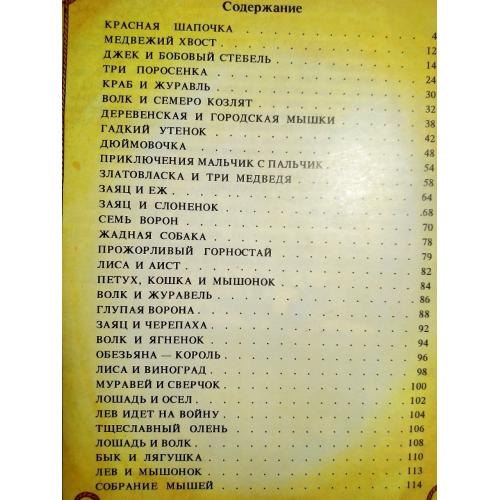 Содержание
КРАСНАЯ ШАПОЧКА . . . . . . . . . . . . . 4
МЕДВЕЖИЙ ХВОСТ . . . . . . . . . . . . . 12
ДЖЕК И БОБОВЫЙ СТЕБЕЛЬ . . . . . . . . . . 14
ТРИ ПОРОСЕНКА . . . . . . . . . . . . . 24
КРАБ И ЖУРАВЛЬ . . . . . . . . . . . . . 30
ВОЛК И СЕМЕРО КОЗЛЯТ . . . . . . . . . . . 32
ДЕРЕВЕНСКАЯ И ГОРОДСКАЯ МЫШКИ . . . . . . . 38
ГАДКИЙ УТЕНОК . . . . . . . . . . . . . 42
ДЮЙМОВОЧКА . . . . . . . . . . . . . . 48
ПРИКЛЮЧЕНИЯ МАЛЬЧИК С ПАЛЬЧИК . . . . . . . 54
ЗЛАТОВЛАСКА И ТРИ МЕДВЕДЯ . . . . . . . . . 58
ЗАЯЦ И ЕЖ . . . . . . . . . . . . . . 64
ЗАЯЦ И СЛОНЕНОК . . . . . . . . . . . . 68
СЕМЬ ВОРОН . . . . . . . . . . . . . . 70
ЖАДНАЯ СОБАКА . . . . . . . . . . . . . 78
ПРОЖОРЛИВЫЙ ГОРНОСТАЙ . . . . . . . . . . 79
ЛИСА И АИСТ . . . . . . . . . . . . . . 82
ПЕТУХ, КОШКА И МЫШОНОК . . . . . . . . . . 84
ВОЛК И ЖУРАВЕЛЬ . . . . . . . . . . . . 86
ГЛУПАЯ ВОРОНА . . . . . . . . . . . . . 88
ЗАЯЦ И ЧЕРЕПАХА . . . . . . . . . . . . 92
ВОЛК И ЯГНЕНОК . . . . . . . . . . . . . 94
ОБЕЗЬЯНА — КОРОЛЬ . . . . . . . . . . . . 96
ЛИСА И ВИНОГРАД . . . . . . . . . . . . 98
МУРАВЕЙ И СВЕРЧОК . . . . . . . . . . . . 100
ЛОШАДЬ И ОСЕЛ . . . . . . . . . . . . . 102
ЛЕВ ИДЕТ НА ВОЙНУ . . . . . . . . . . . . 104
ТЩЕСЛАВНЫЙ ОЛЕНЬ . . . . . . . . . . . . 106
ЛОШАДЬ И ВОЛК . . . . . . . . . . . . . 108
БЫК И ЛЯГУШКА . . . . . . . . . . . . . 110
ЛЕВ И МЫШОНОК . . . . . . . . . . . . . 113
СОБРАНИЕ МЫШЕЙ . . . . . . . . . . . . . 114